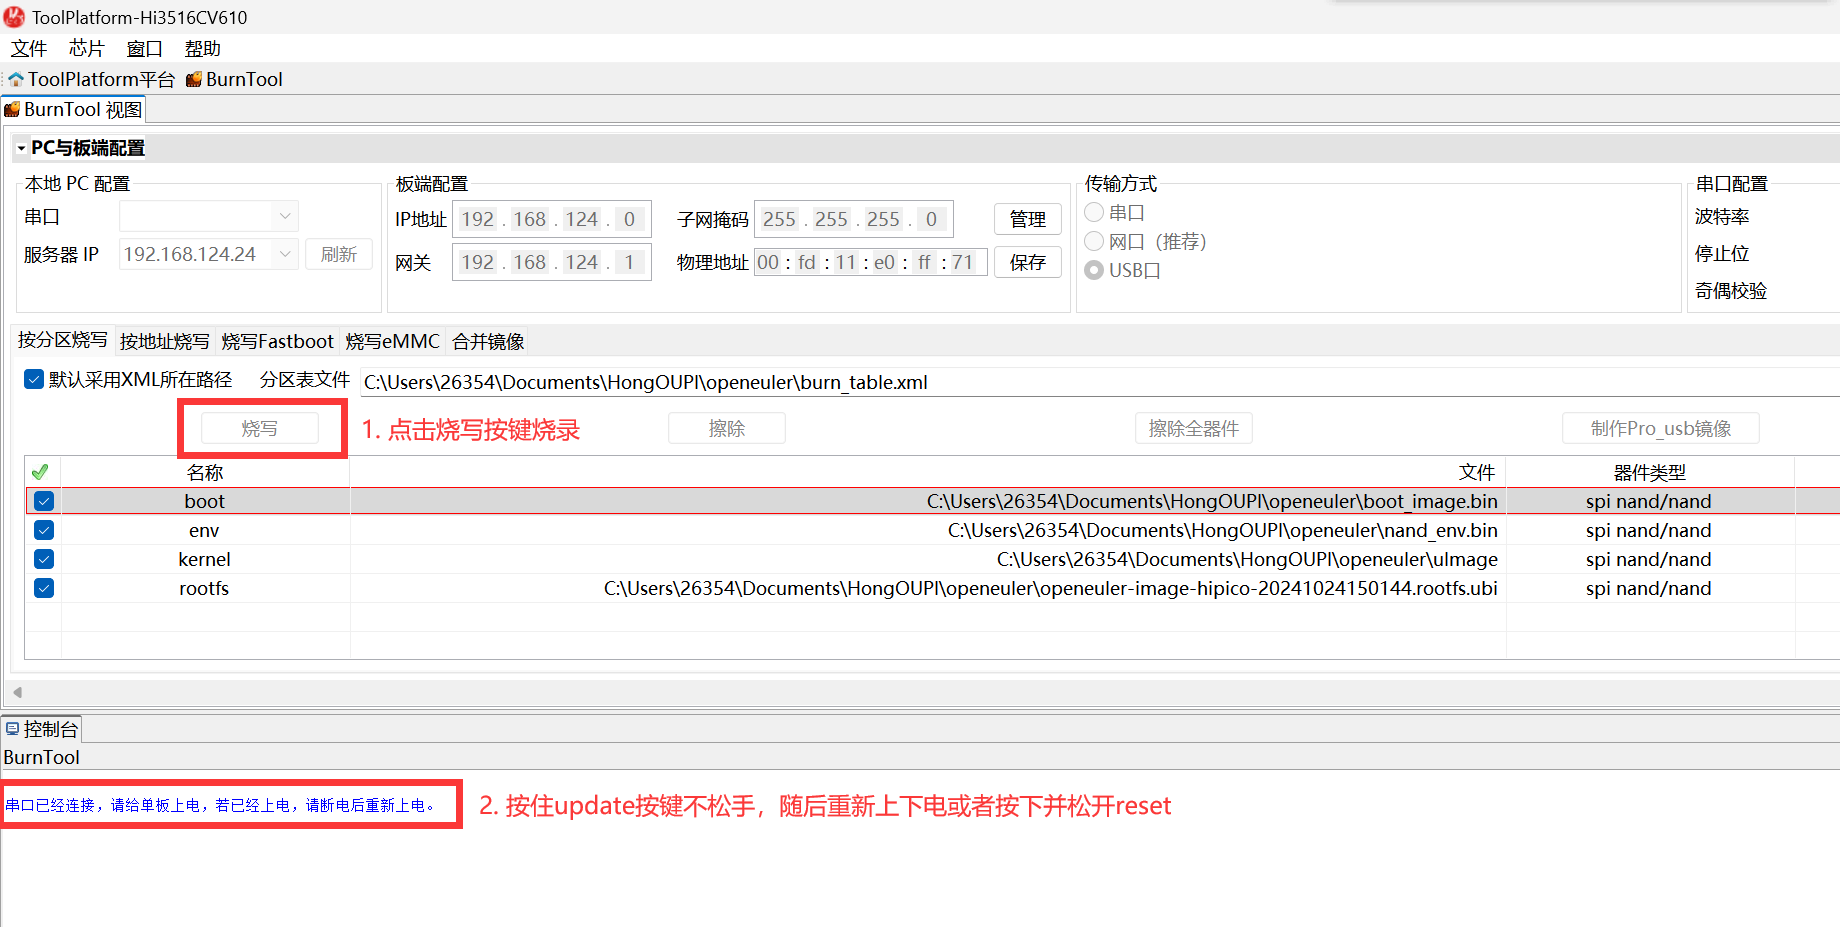 ToolPlatform-Hi3516CV610
文件 芯片 窗口 帮助
ToolPlatform平台 BurnTool
BurnTool 视图
PC与板端配置
本地 PC 配置
串口
服务器 IP 192.168.124.24 刷新
板端配置
IP地址 192 . 168 . 124 . 0 子网掩码 255 . 255 . 255 . 0 管理
网关 192 . 168 . 124 . 1 物理地址 00 : fd : 11 : e0 : ff : 71 保存
传输方式
串口
网口（推荐）
USB口
串口配置
波特率
停止位
奇偶校验
按分区烧写 按地址烧写 烧写Fastboot 烧写eMMC 合并镜像
默认采用XML所在路径 分区表文件 C:\Users\26354\Documents\HongOUPI\openeuler\burn_table.xml
烧写 1. 点击烧写按键烧录 擦除 擦除全器件 制作Pro_usb镜像
名称 文件 器件类型
boot C:\Users\26354\Documents\HongOUPI\openeuler\boot_image.bin spi nand/nand
env C:\Users\26354\Documents\HongOUPI\openeuler\nand_env.bin spi nand/nand
kernel C:\Users\26354\Documents\HongOUPI\openeuler\uImage spi nand/nand
rootfs C:\Users\26354\Documents\HongOUPI\openeuler\openeuler-image-hipico-20241024150144.rootfs.ubi spi nand/nand
控制台
BurnTool
串口已经连接，请给单板上电，若已经上电，请断电后重新上电。 2. 按住update按键不松手，随后重新上下电或者按下并松开reset